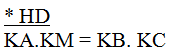 * HD
KA.KM = KB. KC